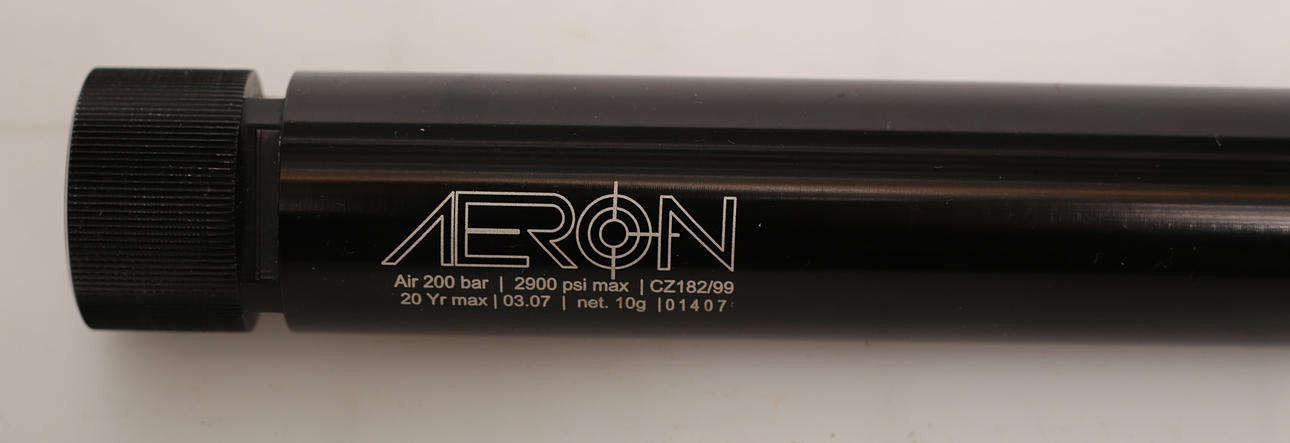 AERON
Air 200 bar | 2900 psi max | CZ182/99
20 Yr max | 03.07 | net. 10g | 01407